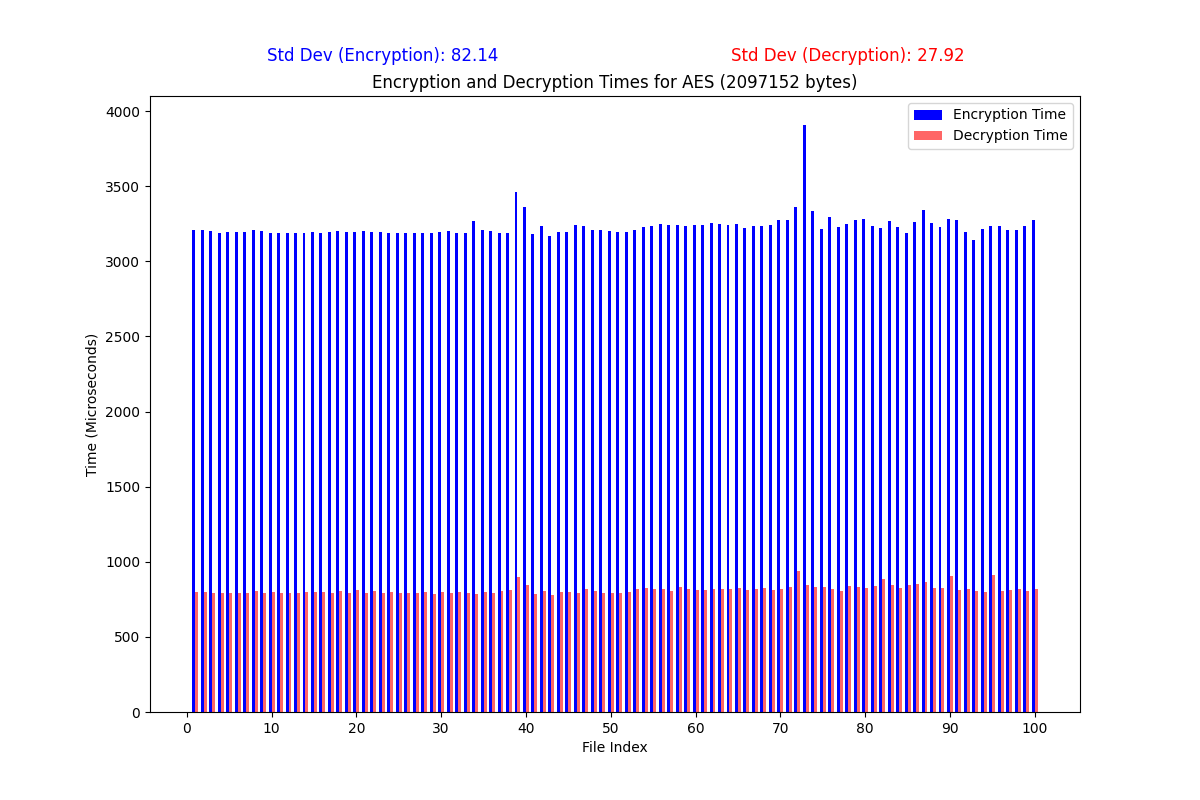 Std Dev (Encryption): 82.14
Std Dev (Decryption): 27.92
Encryption and Decryption Times for AES (2097152 bytes)
Encryption Time
Decryption Time
4000
3500
3000
2500
2000
1500
1000
500
0
Time (Microseconds)
0 10 20 30 40 50 60 70 80 90 100
File Index